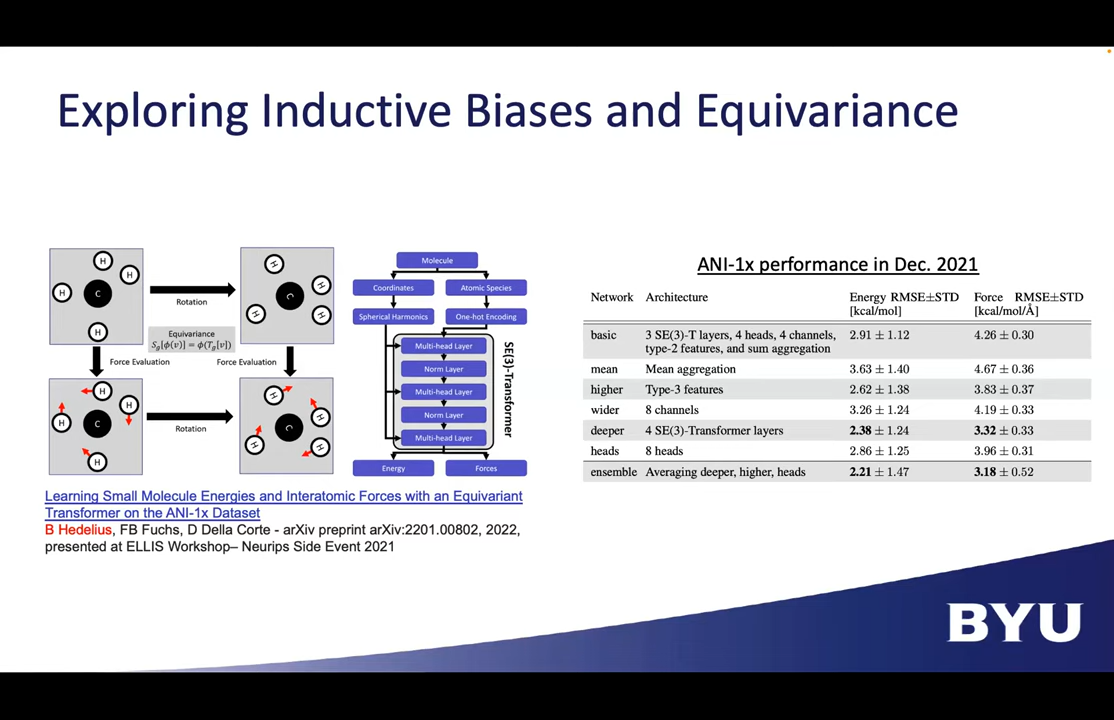 Exploring Inductive Biases and Equivariance
H
H
H
C
H
Rotation
H
H
H
H
C
Equivariance
S_g[ϕ(v)] = ϕ(T_g[v])
Force Evaluation
Force Evaluation
H
H
H
C
H
Rotation
H
H
H
H
C
Molecule
Coordinates
Atomic Species
Spherical Harmonics
One-hot Encoding
Multi-head Layer
Norm Layer
Multi-head Layer
Norm Layer
Multi-head Layer
SE(3)-Transformer
Energy
Forces
Learning Small Molecule Energies and Interatomic Forces with an Equivariant
Transformer on the ANI-1x Dataset
B Hedelius, FB Fuchs, D Della Corte - arXiv preprint arXiv:2201.00802, 2022,
presented at ELLIS Workshop– Neurips Side Event 2021
ANI-1x performance in Dec. 2021
Network Architecture Energy RMSE±STD Force RMSE±STD
[kcal/mol] [kcal/mol/Å]
basic 3 SE(3)-T layers, 4 heads, 4 channels, 2.91 ± 1.12 4.26 ± 0.30
type-2 features, and sum aggregation
mean Mean aggregation 3.63 ± 1.40 4.67 ± 0.36
higher Type-3 features 2.62 ± 1.38 3.83 ± 0.37
wider 8 channels 3.26 ± 1.24 4.19 ± 0.33
deeper 4 SE(3)-Transformer layers 2.38 ± 1.24 3.32 ± 0.33
heads 8 heads 2.86 ± 1.25 3.96 ± 0.31
ensemble Averaging deeper, higher, heads 2.21 ± 1.47 3.18 ± 0.52
BYU